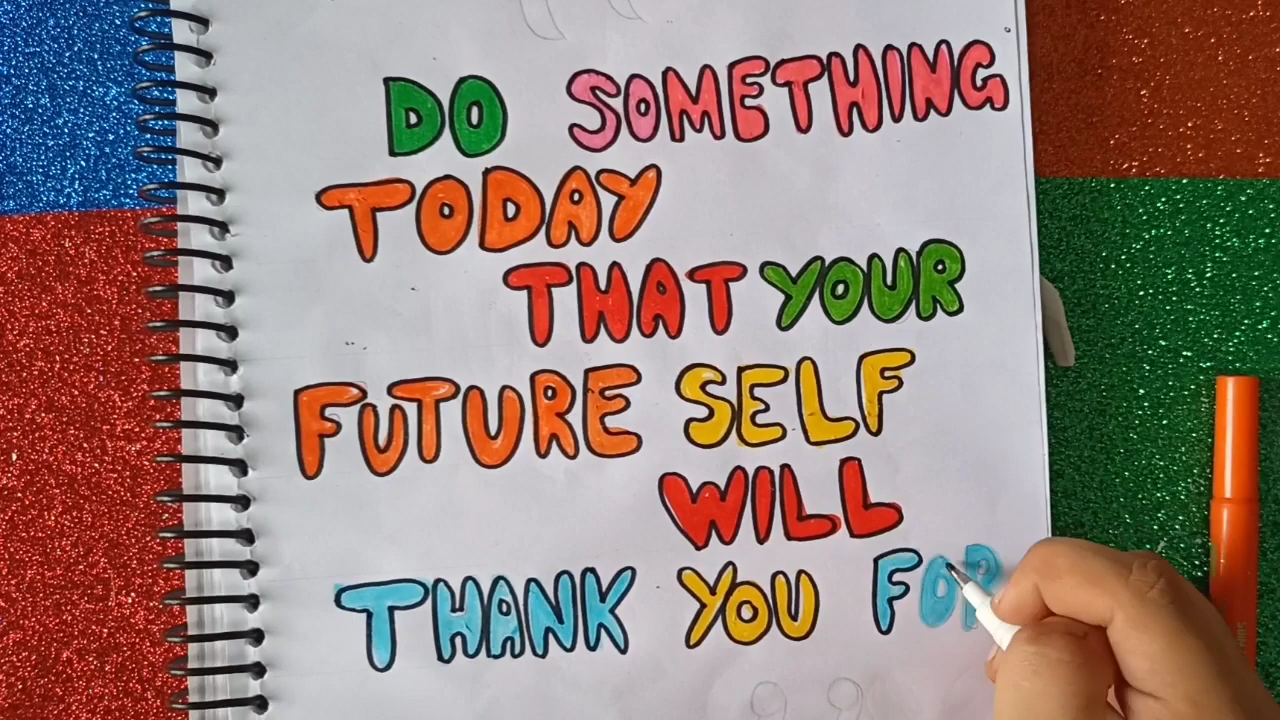 DO SOMETHING
TODAY
THAT YOUR
FUTURE SELF
WILL
THANK YOU FOR